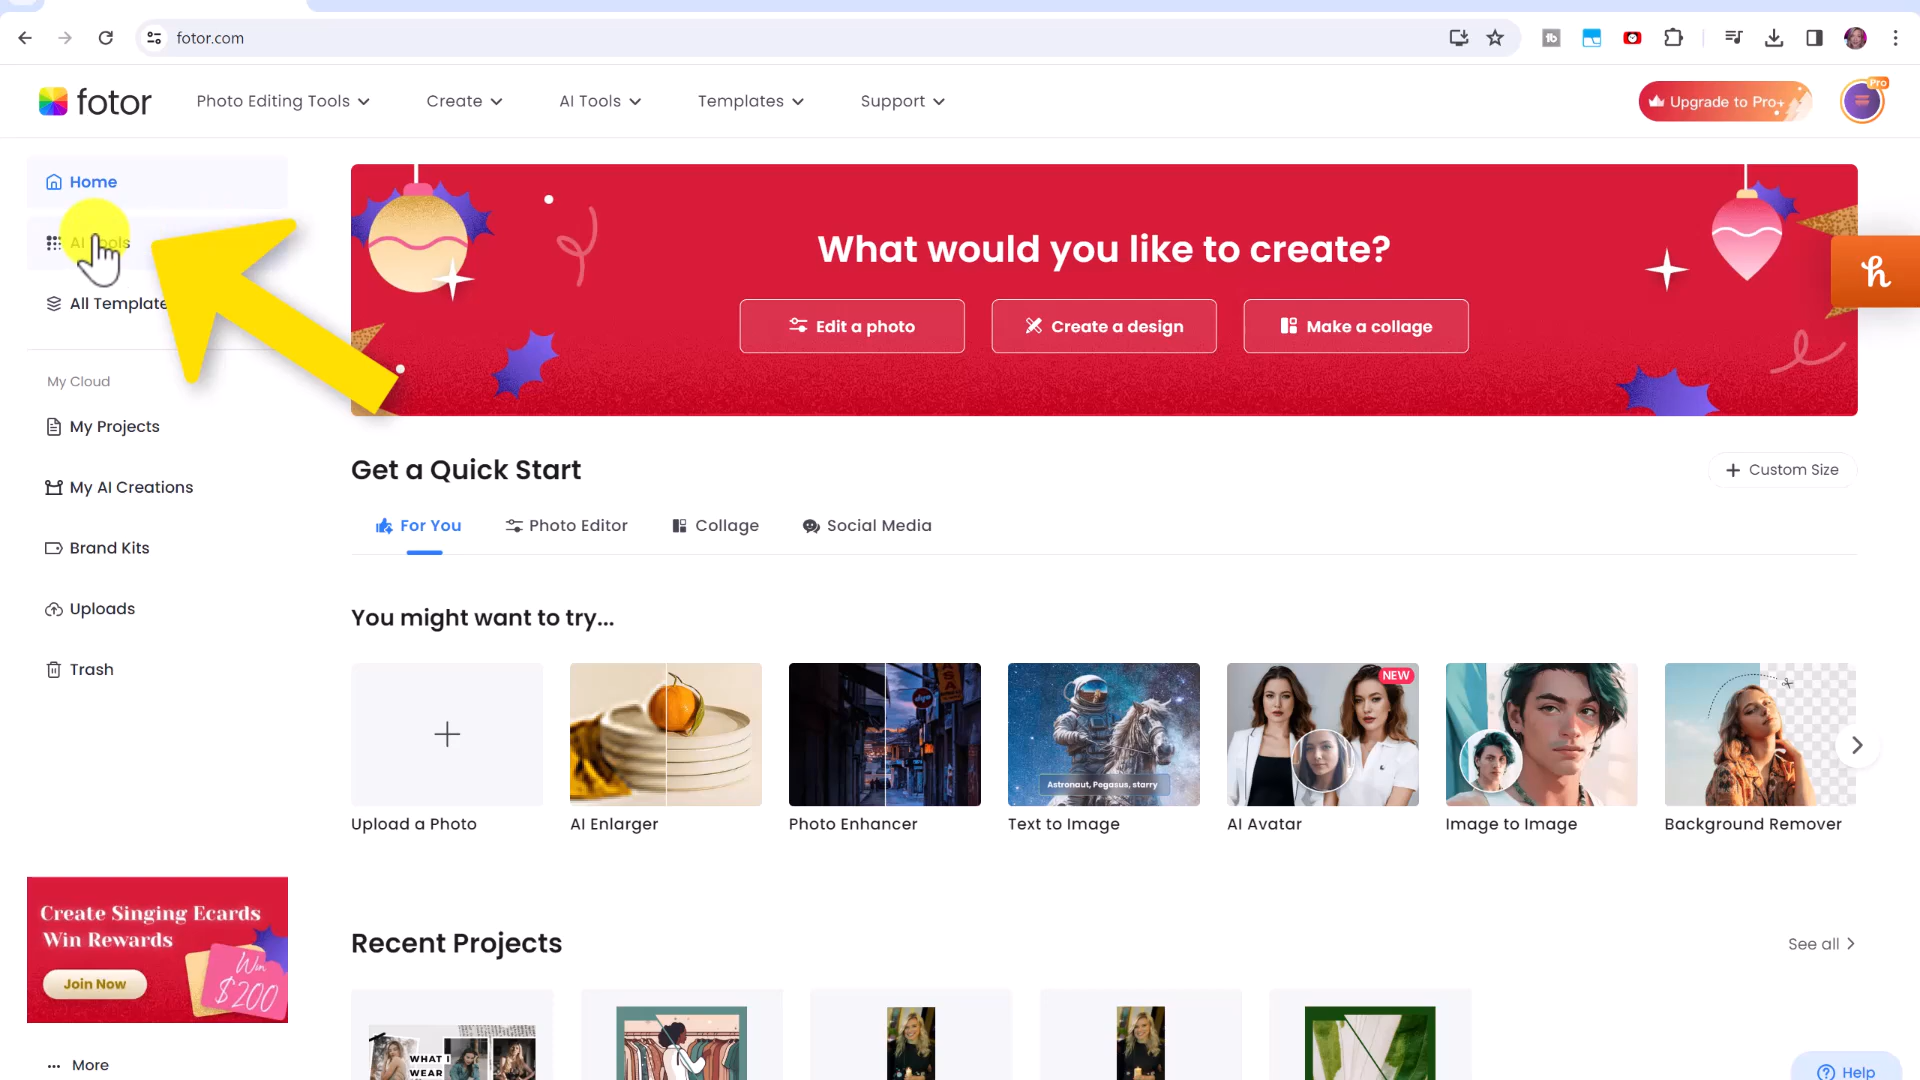 fotor.com
fotor
Photo Editing Tools
Create
AI Tools
Templates
Support
Upgrade to Pro+
Pro
Home
AI Tools
All Template
My Cloud
My Projects
My AI Creations
Brand Kits
Uploads
Trash
Create Singing Ecards
Win Rewards
Join Now
Win
$200
More
What would you like to create?
Edit a photo
Create a design
Make a collage
h
Get a Quick Start
Custom Size
For You
Photo Editor
Collage
Social Media
You might want to try...
Astronaut, Pegasus, starry
NEW
Upload a Photo
AI Enlarger
Photo Enhancer
Text to Image
AI Avatar
Image to Image
Background Remover
Recent Projects
See all
WHAT I
WEAR
Help